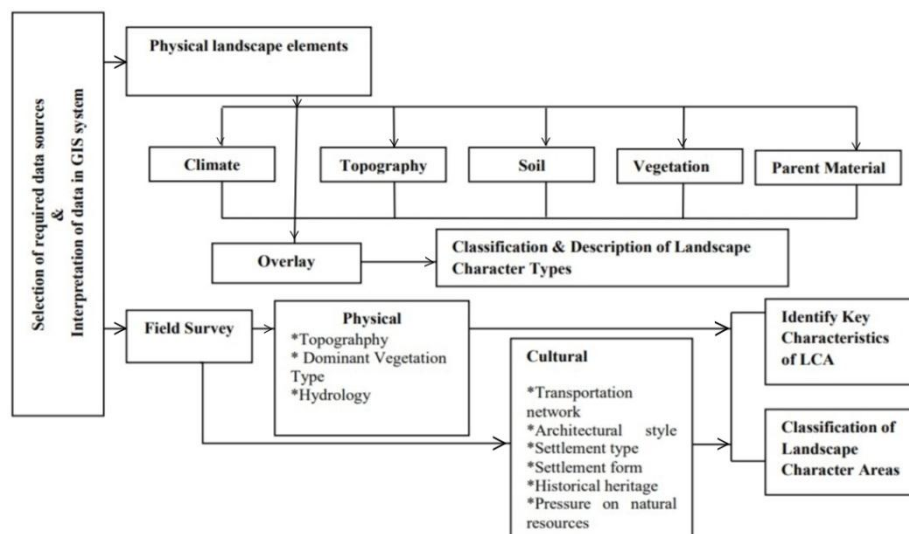 Selection of required data sources
&
Interpretation of data in GIS system
Physical landscape elements
Climate
Topography
Soil
Vegetation
Parent Material
Overlay
Classification & Description of Landscape
Character Types
Field Survey
Physical
*Topograhphy
* Dominant Vegetation
Type
*Hydrology
Cultural
*Transportation
network
*Architectural style
*Settlement type
*Settlement form
*Historical heritage
*Pressure on natural
resources
Identify Key
Characteristics
of LCA
Classification of
Landscape
Character Areas